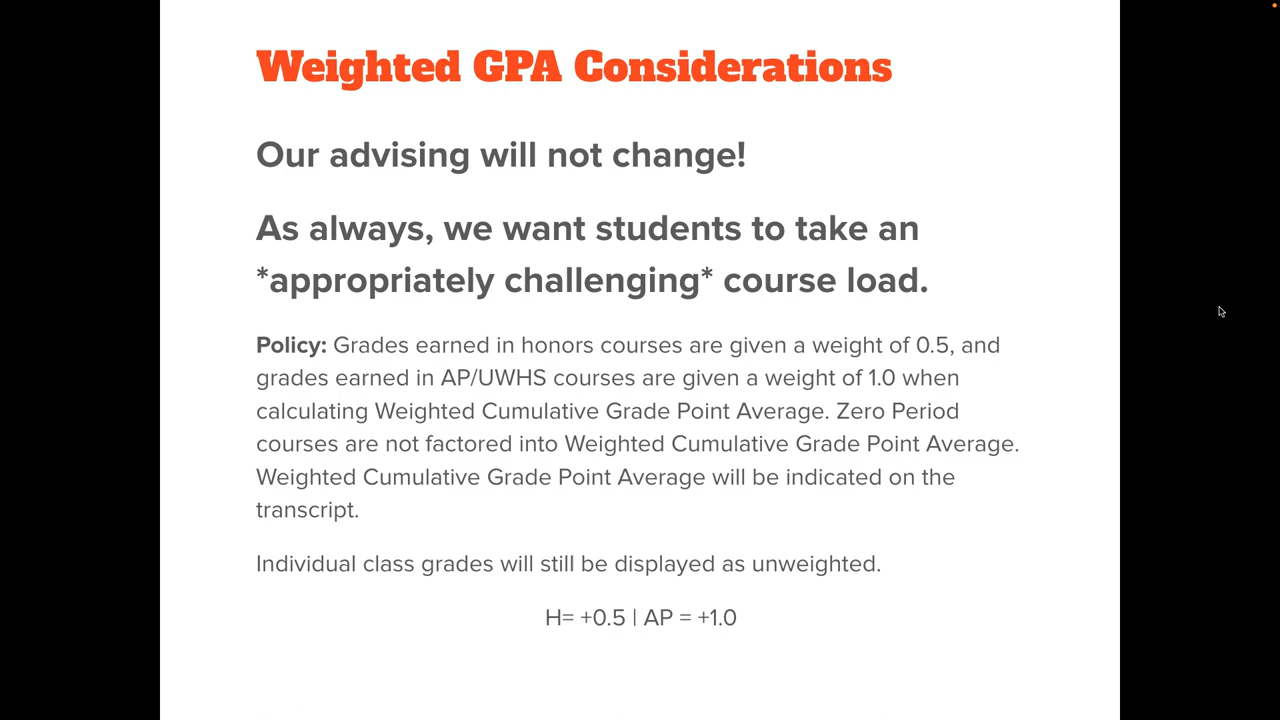 Weighted GPA Considerations
Our advising will not change!
As always, we want students to take an
*appropriately challenging* course load.
Policy: Grades earned in honors courses are given a weight of 0.5, and
grades earned in AP/UWHS courses are given a weight of 1.0 when
calculating Weighted Cumulative Grade Point Average. Zero Period
courses are not factored into Weighted Cumulative Grade Point Average.
Weighted Cumulative Grade Point Average will be indicated on the
transcript.
Individual class grades will still be displayed as unweighted.
H= +0.5 | AP = +1.0